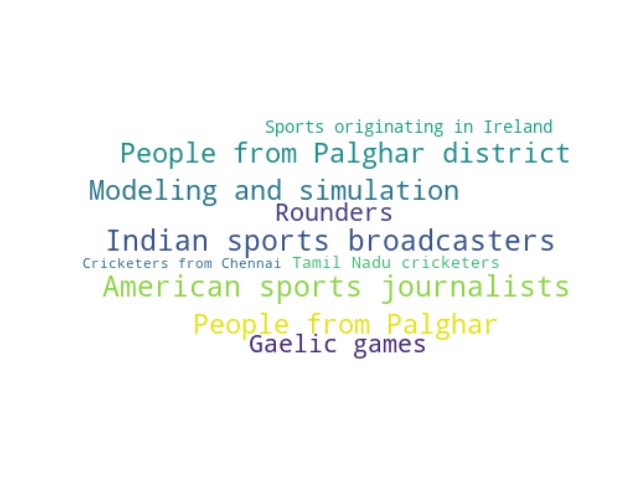 Sports originating in Ireland
People from Palghar district
Modeling and simulation
Rounders
Indian sports broadcasters
Cricketers from Chennai Tamil Nadu cricketers
American sports journalists
People from Palghar
Gaelic games